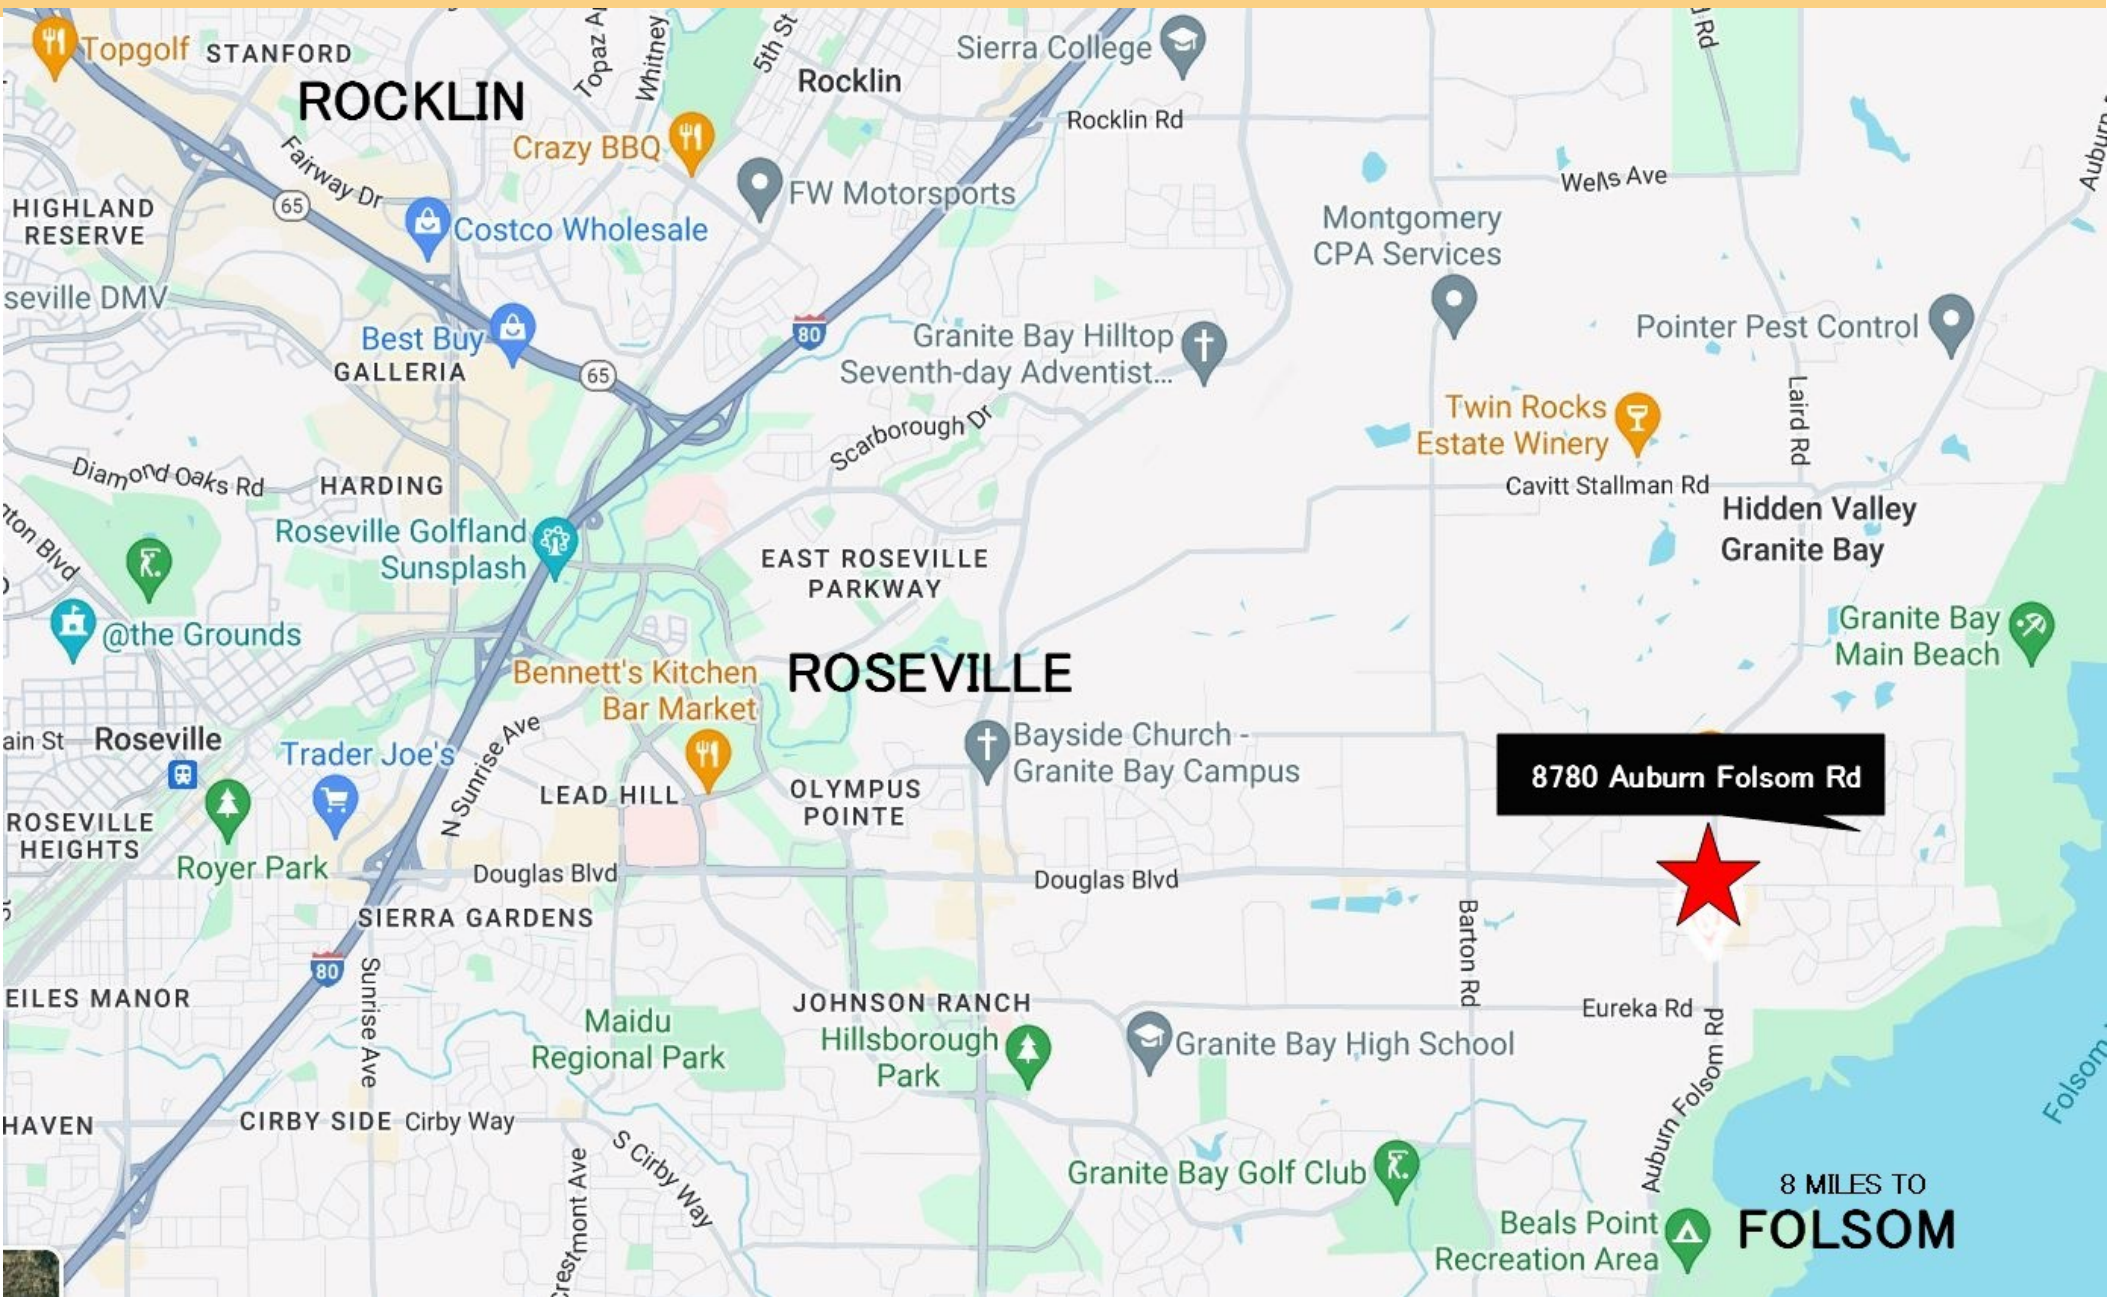 Topgolf
STANFORD
ROCKLIN
Whitney
5th St
Rocklin
Sierra College
Rocklin Rd
Crazy BBQ
FW Motorsports
Fairway Dr
65
HIGHLAND
RESERVE
Costco Wholesale
Wells Ave
Montgomery
CPA Services
seville DMV
Best Buy
GALLERIA
65
80
Granite Bay Hilltop
Seventh-day Adventist...
Pointer Pest Control
Scarborough Dr
Twin Rocks
Estate Winery
Laird Rd
Cavitt Stallman Rd
Diamond Oaks Rd
HARDING
Hidden Valley
Granite Bay
Roseville Golfland
Sunsplash
EAST ROSEVILLE
PARKWAY
@the Grounds
Granite Bay
Main Beach
Bennett's Kitchen
Bar Market
ROSEVILLE
Bayside Church -
Granite Bay Campus
8780 Auburn Folsom Rd
ain St
Roseville
Trader Joe's
N Sunrise Ave
LEAD HILL
OLYMPUS
POINTE
ROSEVILLE
HEIGHTS
Royer Park
Douglas Blvd
Douglas Blvd
SIERRA GARDENS
80
Sunrise Ave
Barton Rd
EILES MANOR
JOHNSON RANCH
Eureka Rd
Maidu
Regional Park
Hillsborough
Park
Granite Bay High School
Auburn Folsom Rd
HAVEN
CIRBY SIDE
Cirby Way
S Cirby Way
Granite Bay Golf Club
Beals Point
Recreation Area
8 MILES TO
FOLSOM
Folsom